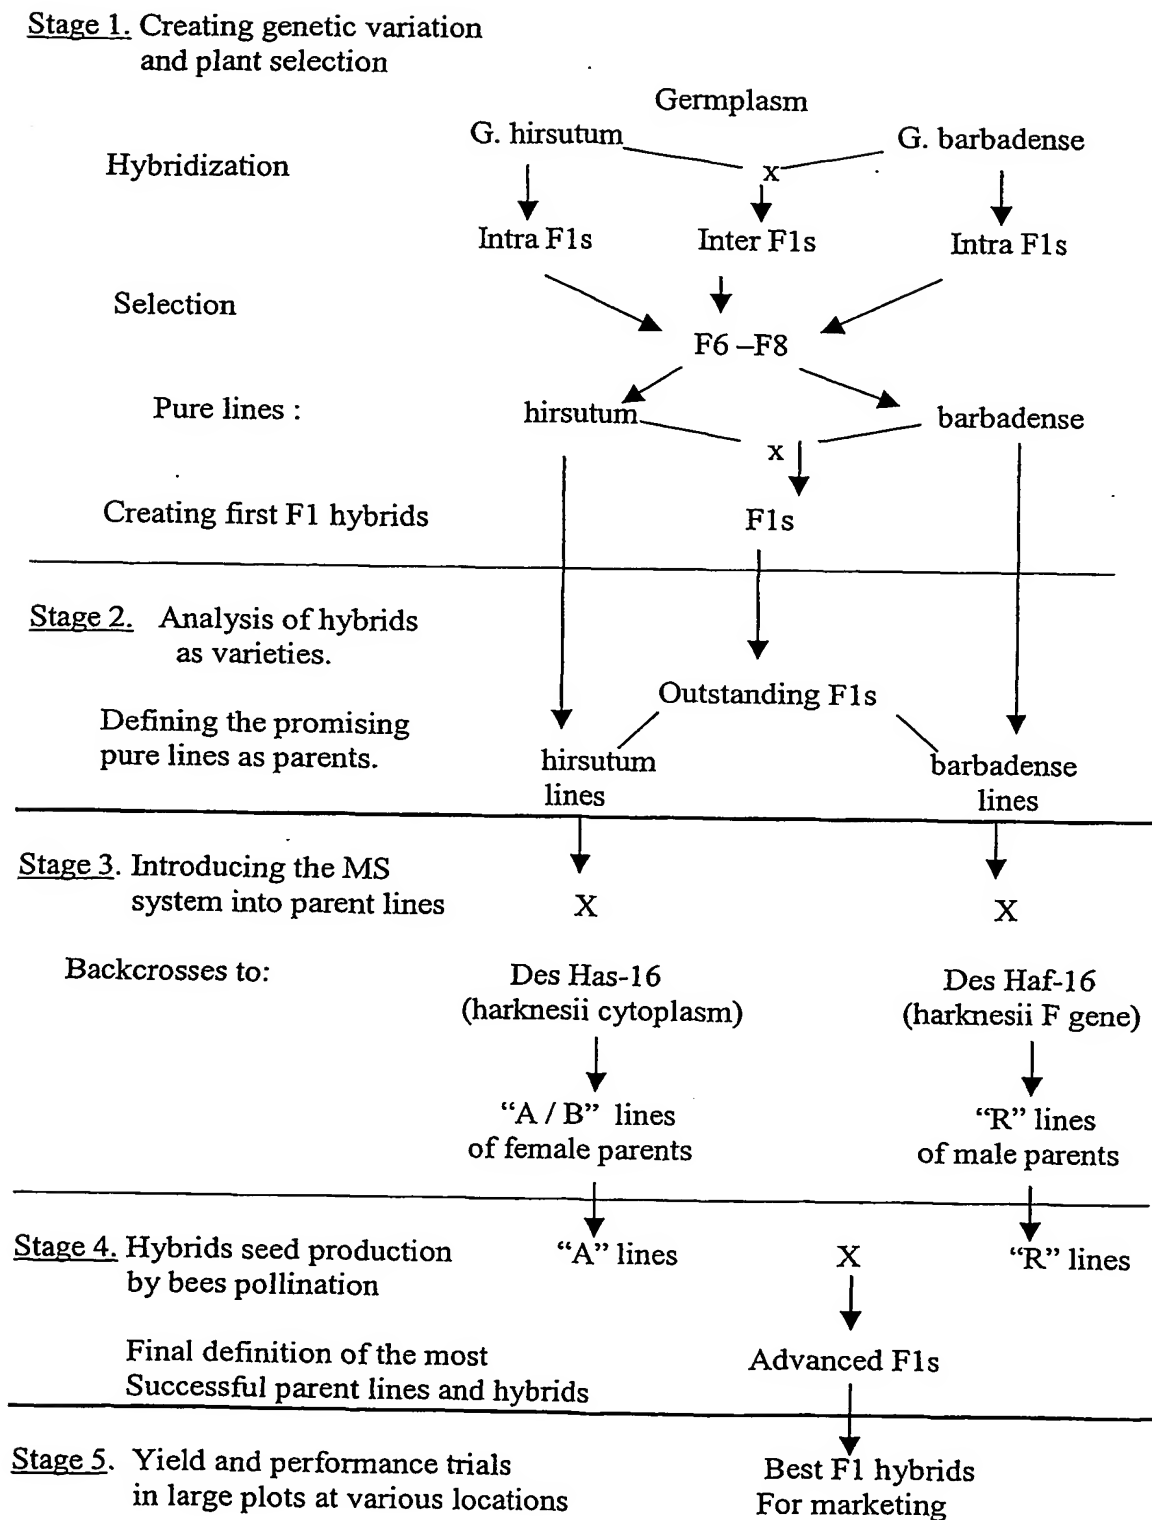 Stage 1. Creating genetic variation
and plant selection
Germplasm
G. hirsutum
G. barbadense
Hybridization
x
Intra F1s
Inter F1s
Intra F1s
Selection
F6 –F8
Pure lines :
hirsutum
barbadense
x
Creating first F1 hybrids
F1s
Stage 2. Analysis of hybrids
as varieties.
Outstanding F1s
Defining the promising
pure lines as parents.
hirsutum
lines
barbadense
lines
Stage 3. Introducing the MS
system into parent lines
X
X
Backcrosses to:
Des Has-16
(harknesii cytoplasm)
Des Haf-16
(harknesii F gene)
“A / B” lines
of female parents
“R” lines
of male parents
Stage 4. Hybrids seed production
by bees pollination
“A” lines
X
“R” lines
Final definition of the most
Successful parent lines and hybrids
Advanced F1s
Stage 5. Yield and performance trials
in large plots at various locations
Best F1 hybrids
For marketing